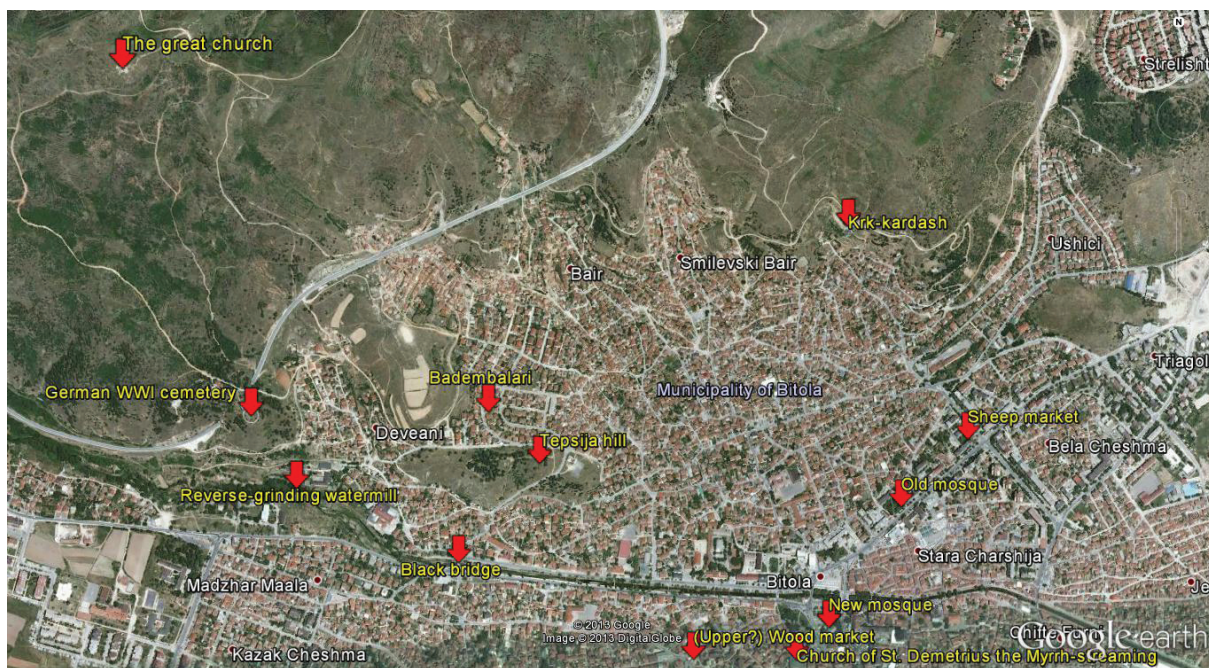 The great church
N
Strelisht
Krk-kardash
Ushici
Smilevski Bair
Bair
Triagol
German WWI cemetery
Badembalari
Municipality of Bitola
Sheep market
Deveani
Tepsija hill
Bela Cheshma
Reverse-grinding watermill
Old mosque
Stara Charshija
Black bridge
Madzhar Maala
Bitola
Je
New mosque
© 2013 Google
Image © 2013 DigitalGlobe
(Upper?) Wood market
Google earth
Kazak Cheshma
Church of St. Demetrius the Myrrh-streaming